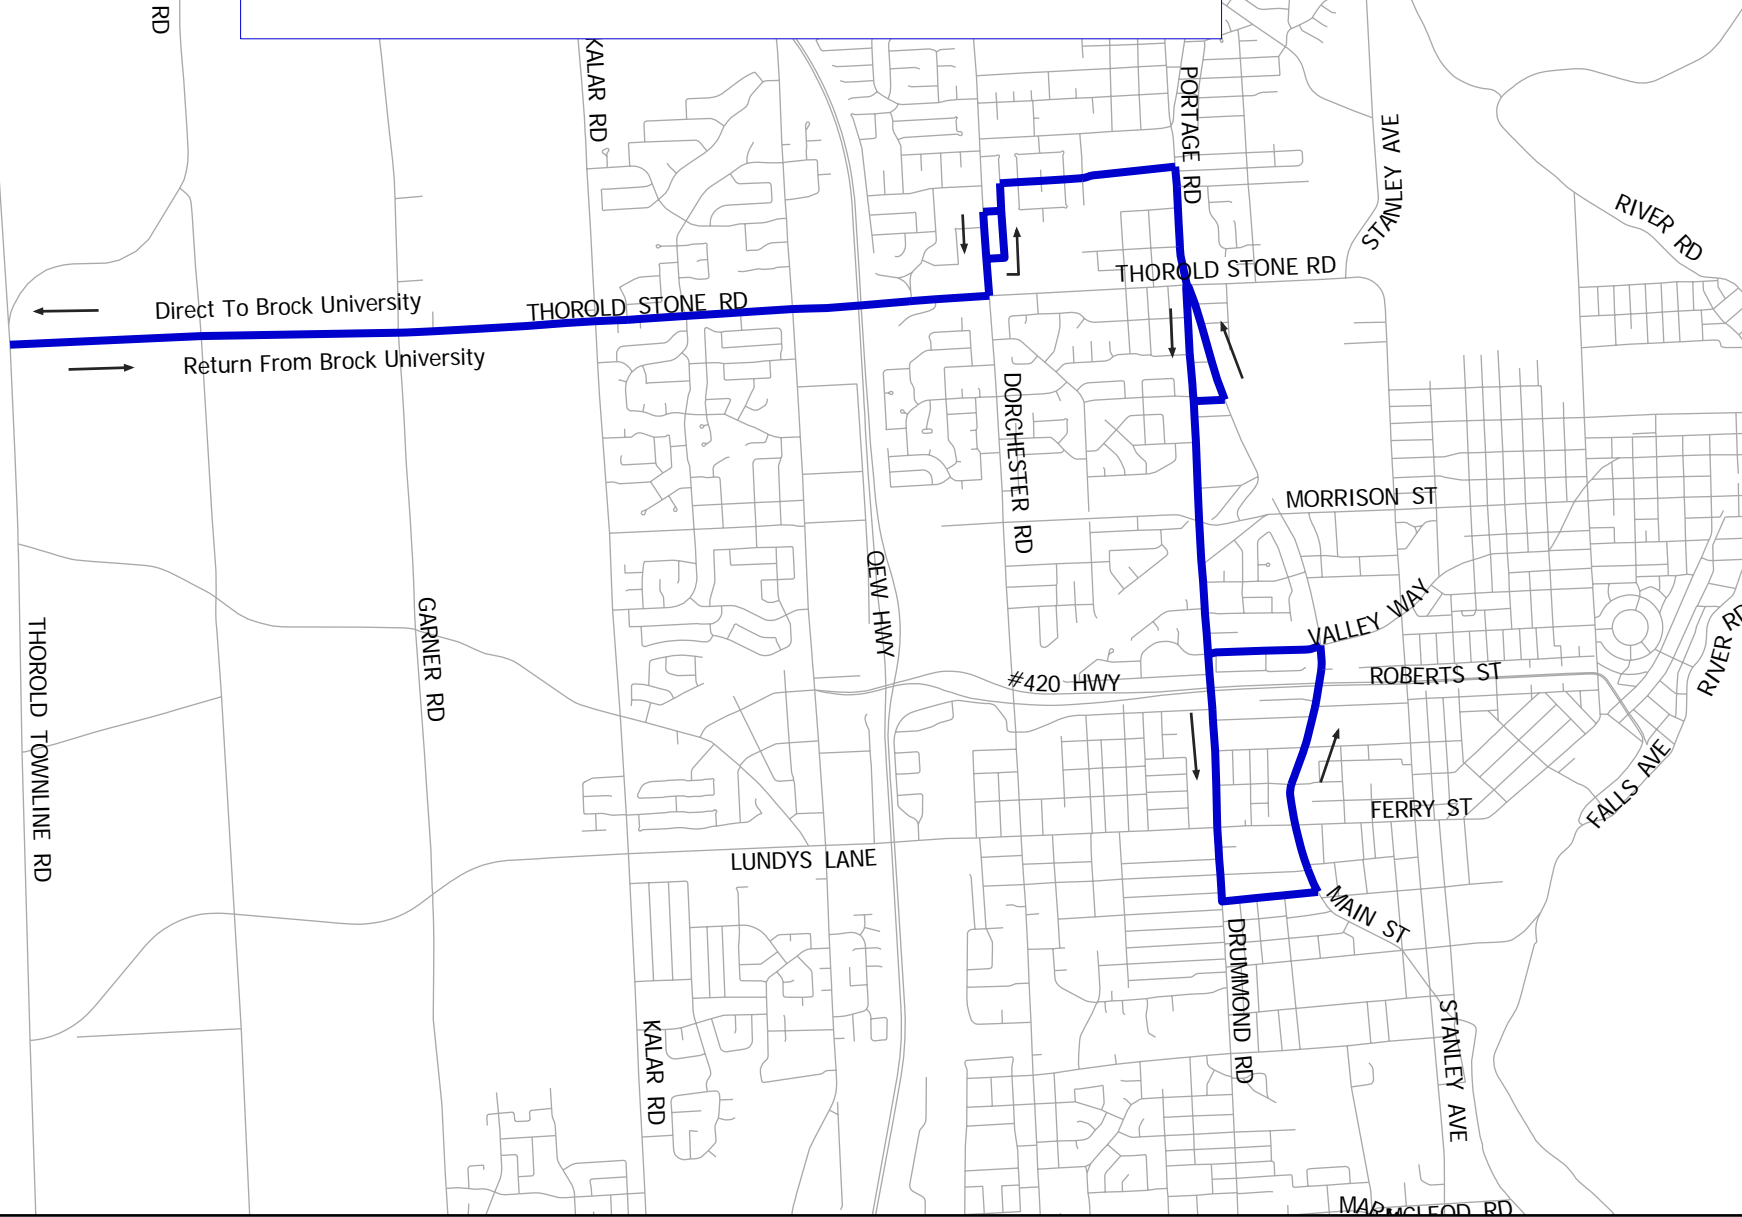 RD
KALAR RD
PORTAGE RD
STANLEY AVE
RIVER RD
THOROLD STONE RD
Direct To Brock University
THOROLD STONE RD
Return From Brock University
DORCHESTER RD
MORRISON ST
QEW HWY
VALLEY WAY
GARNER RD
THOROLD TOWNLINE RD
#420 HWY
ROBERTS ST
RIVER RD
FALLS AVE
FERRY ST
LUNDYS LANE
MAIN ST
DRUMMOND RD
STANLEY AVE
KALAR RD
MCLEOD RD